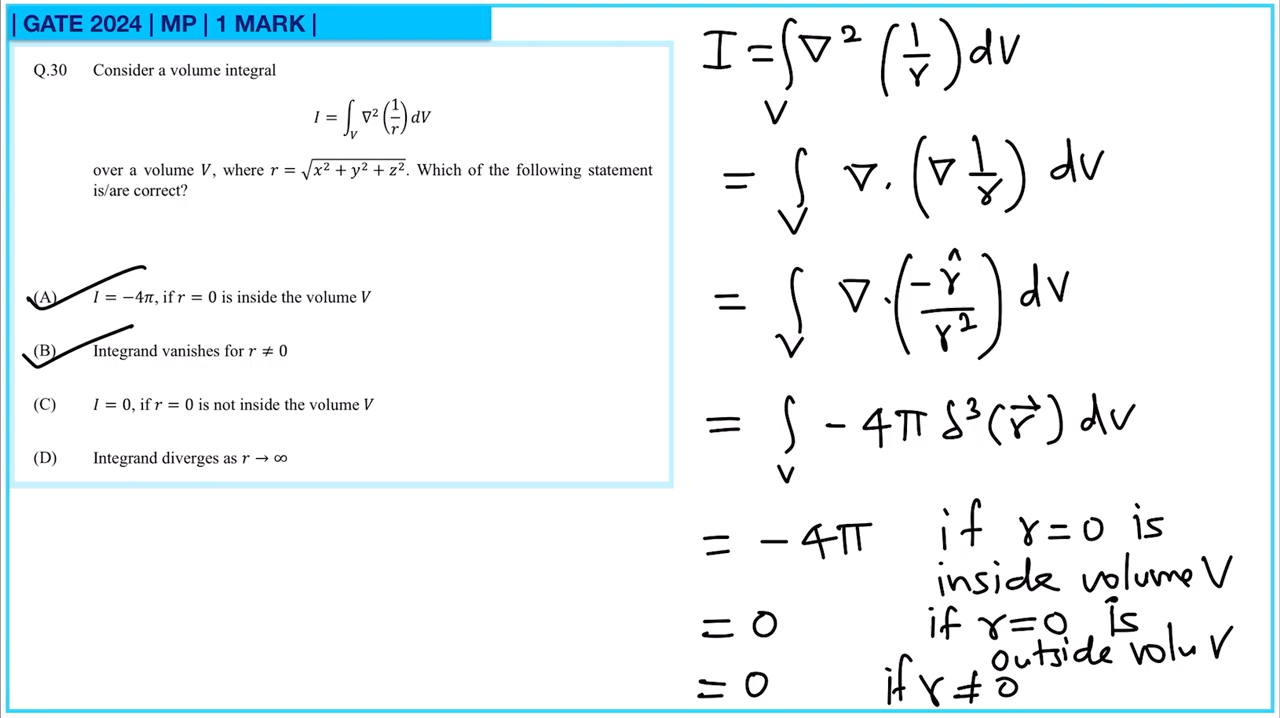 | GATE 2024 | MP | 1 MARK |
Q.30 Consider a volume integral
I = ∫_V ∇² (1/r) dV
over a volume V, where r = √(x² + y² + z²). Which of the following statement
is/are correct?
(A) I = −4π, if r = 0 is inside the volume V
(B) Integrand vanishes for r ≠ 0
(C) I = 0, if r = 0 is not inside the volume V
(D) Integrand diverges as r → ∞
I = ∫_V ∇² (1/r) dV
= ∫_V ∇. (∇ 1/r) dV
= ∫_V ∇. (−r̂/r²) dV
= ∫_V − 4π δ³(r⃗) dV
= − 4π if r = 0 is
inside volume V
= 0 if r = 0 is
outside volu V
= 0 if r ≠ 0